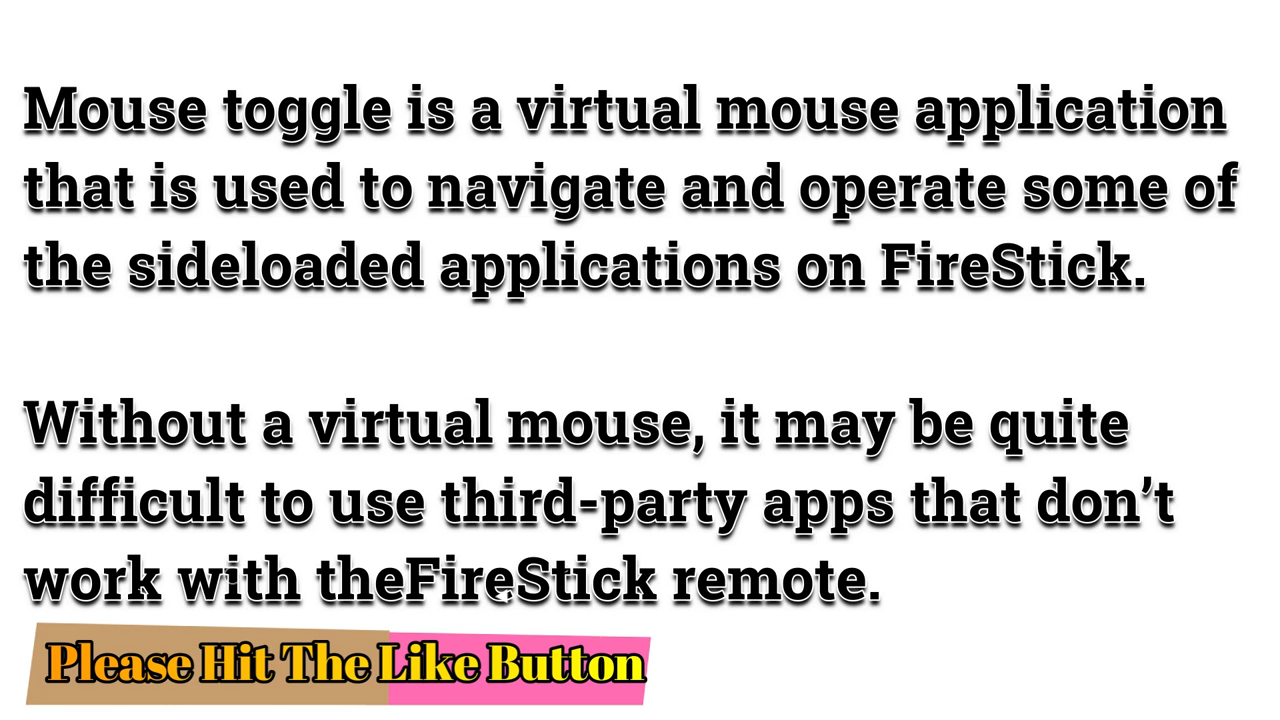 Mouse toggle is a virtual mouse application
that is used to navigate and operate some of
the sideloaded applications on FireStick.
Without a virtual mouse, it may be quite
difficult to use third-party apps that don’t
work with theFireStick remote.
Please Hit The Like Button